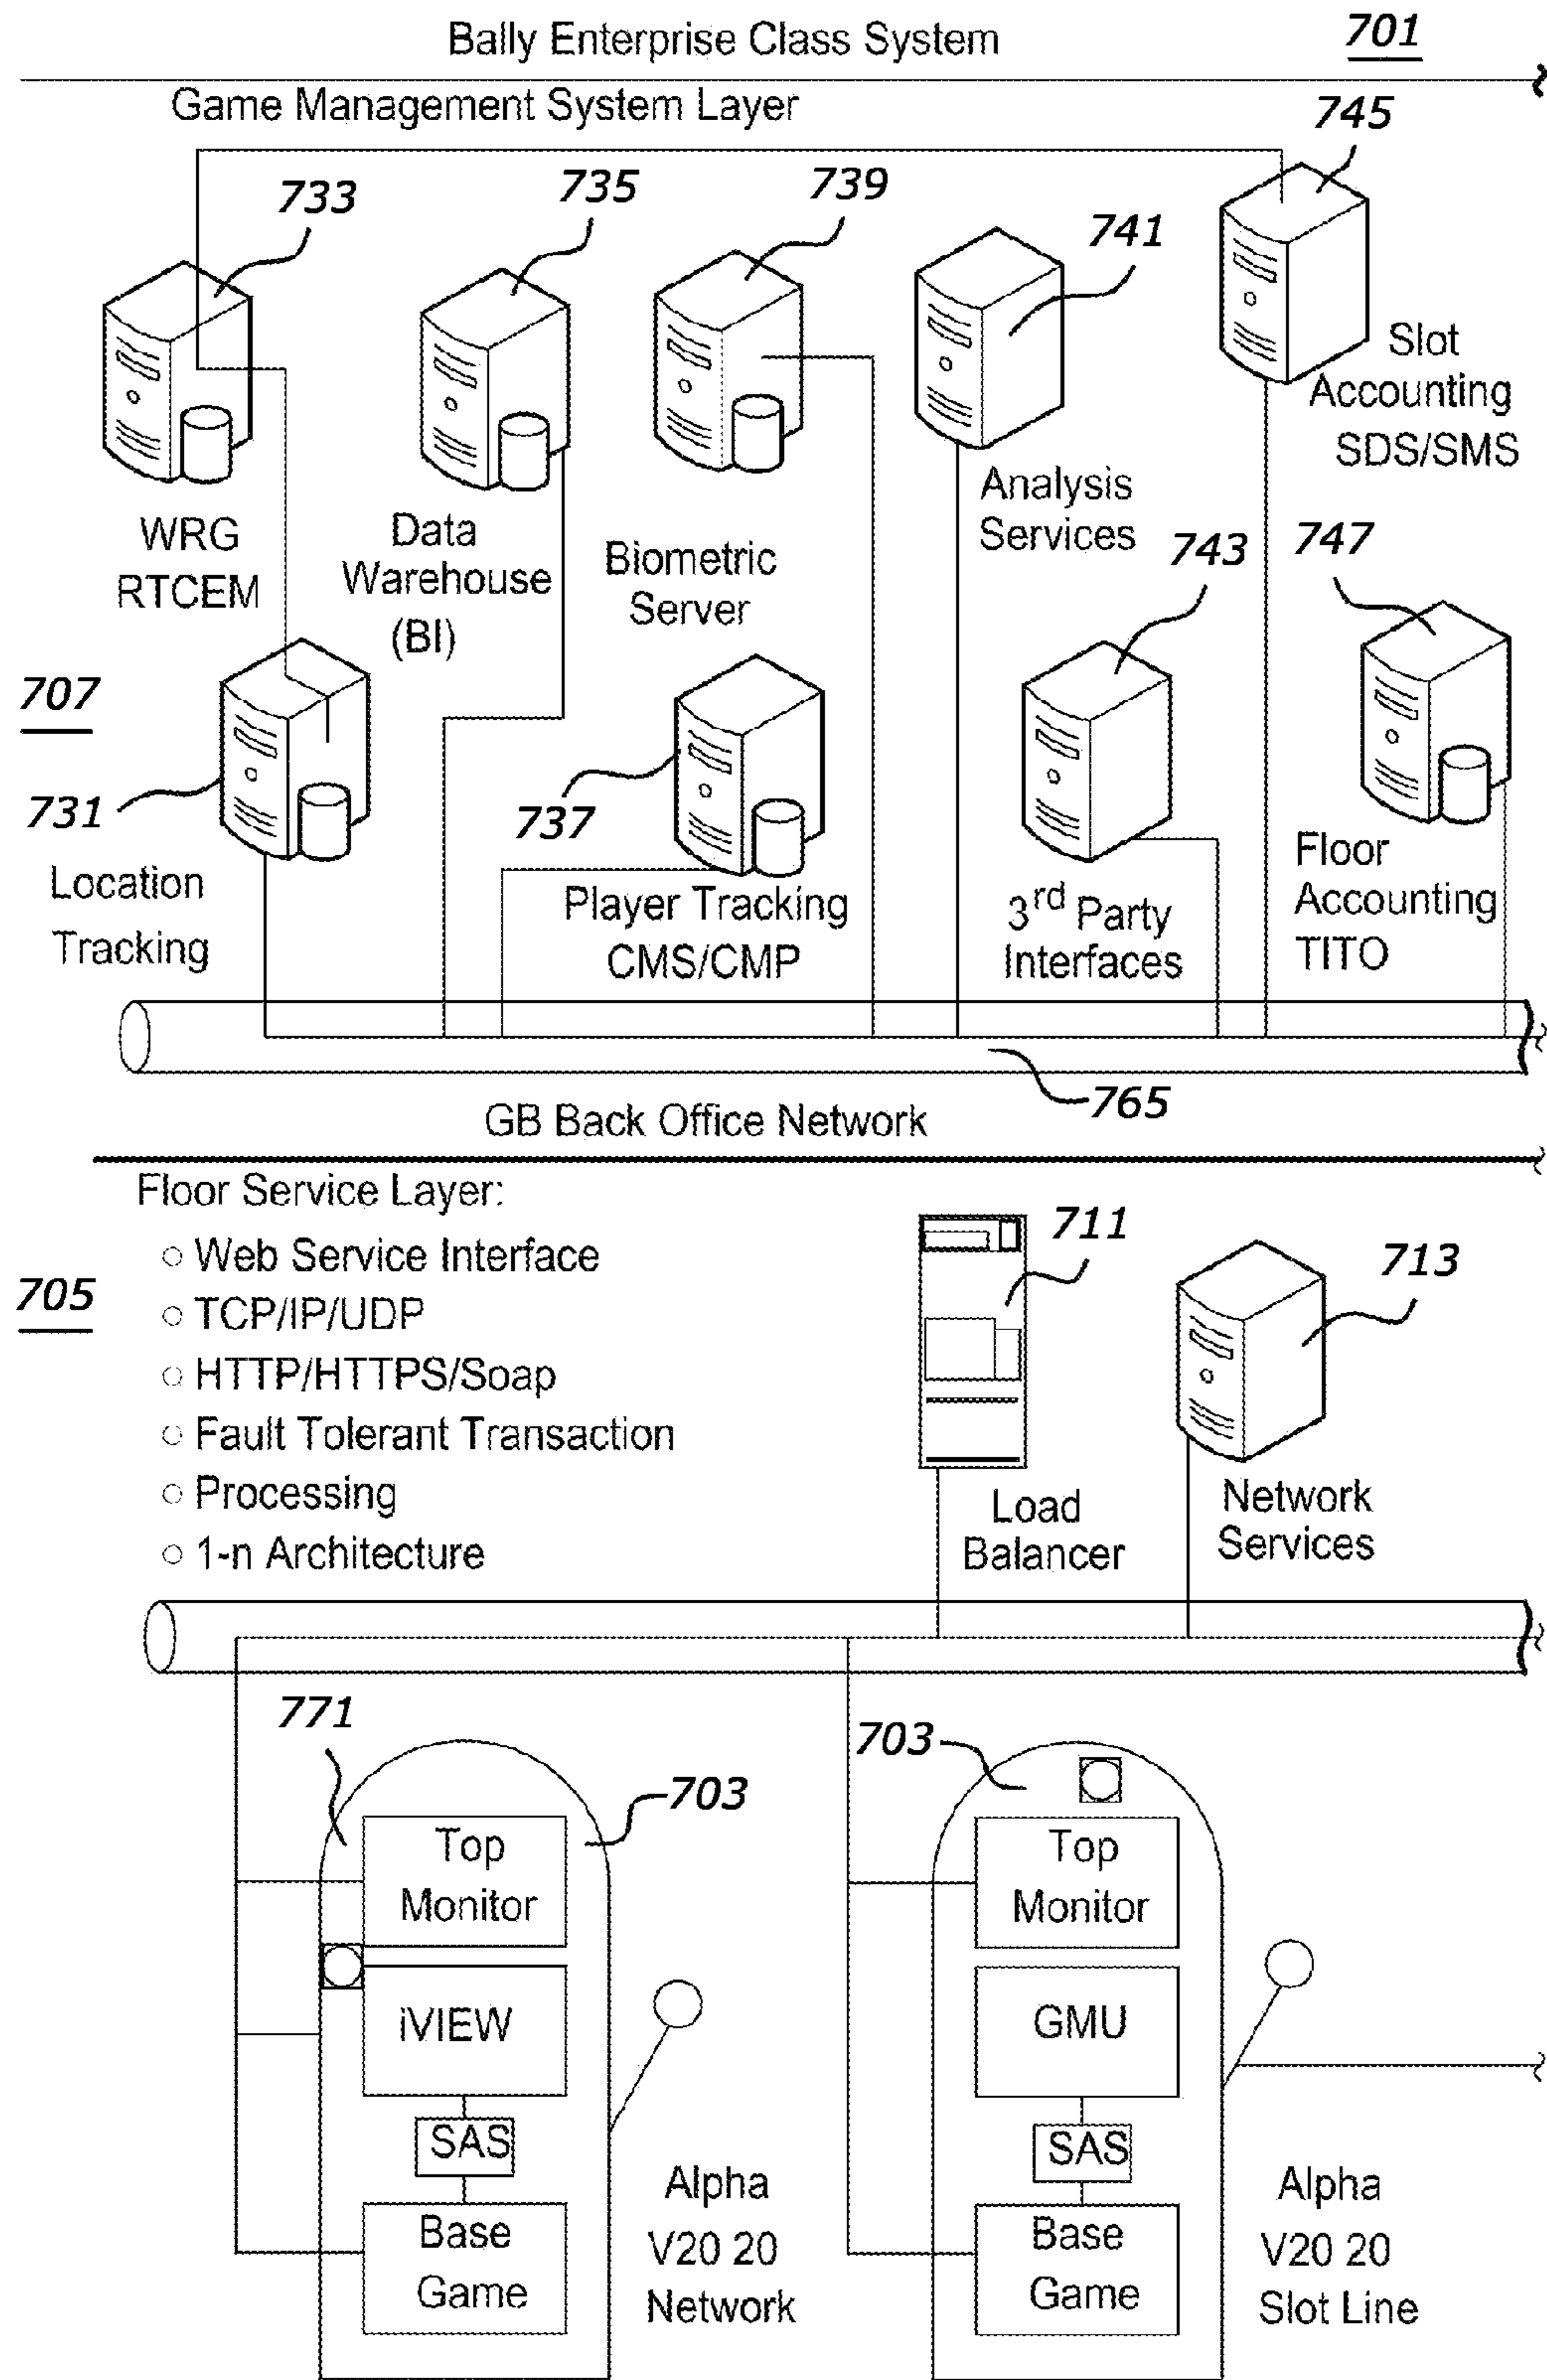 Bally Enterprise Class System
701
Game Management System Layer
745
733
735
739
741
Slot
Accounting
SDS/SMS
WRG
RTCEM
Data
Warehouse
(BI)
Biometric
Server
Analysis
Services
743
747
707
731
737
Location
Tracking
Player Tracking
CMS/CMP
3rd Party
Interfaces
Floor
Accounting
TITO
765
GB Back Office Network
Floor Service Layer:
705
○ Web Service Interface
○ TCP/IP/UDP
○ HTTP/HTTPS/Soap
○ Fault Tolerant Transaction
○ Processing
○ 1-n Architecture
711
713
Load
Balancer
Network
Services
771
703
Top
Monitor
iVIEW
SAS
Base
Game
Alpha
V20 20
Network
703
Top
Monitor
GMU
SAS
Base
Game
Alpha
V20 20
Slot Line